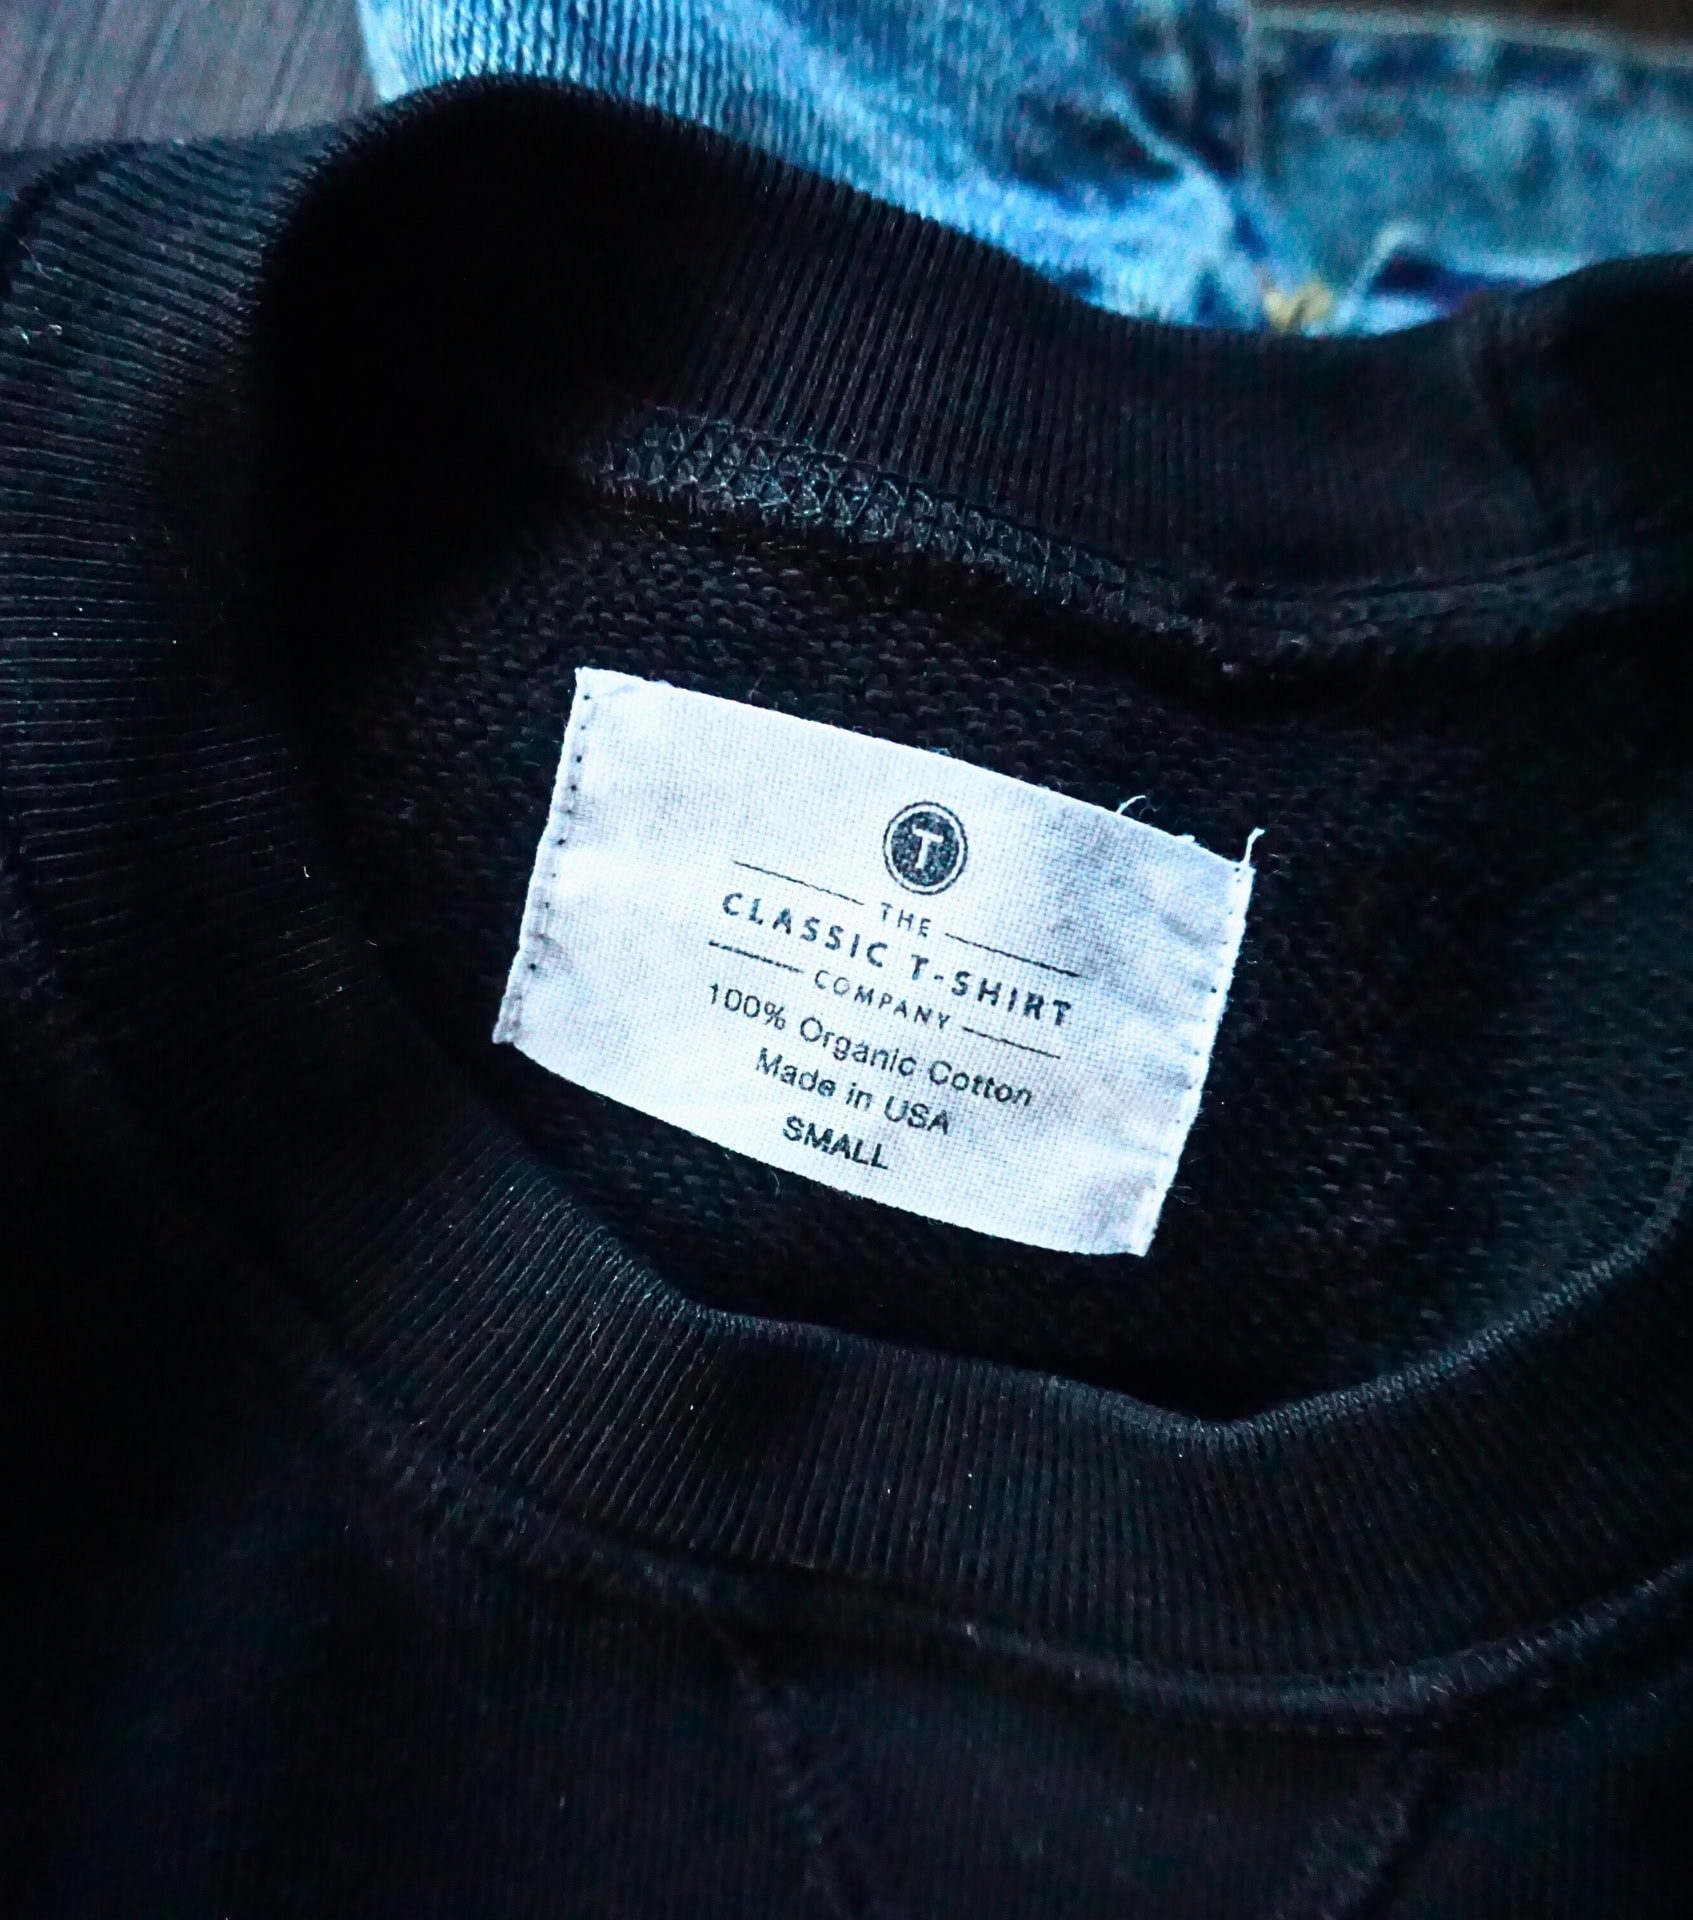 T
THE
CLASSIC T-SHIRT
COMPANY
100% Organic Cotton
Made in USA
SMALL